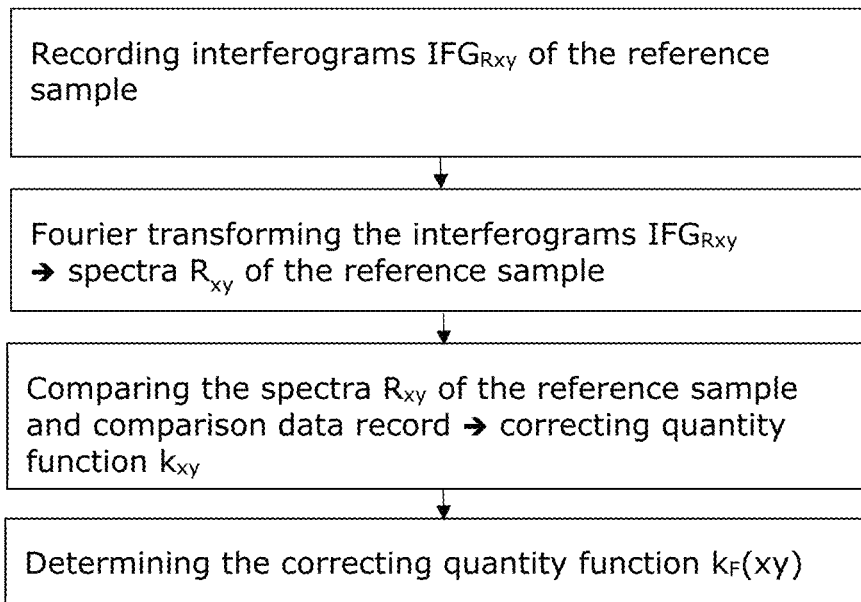 Recording interferograms IFGRxy of the reference
sample
Fourier transforming the interferograms IFGRxy
➔ spectra Rxy of the reference sample
Comparing the spectra Rxy of the reference sample
and comparison data record ➔ correcting quantity
function kxy
Determining the correcting quantity function kF(xy)